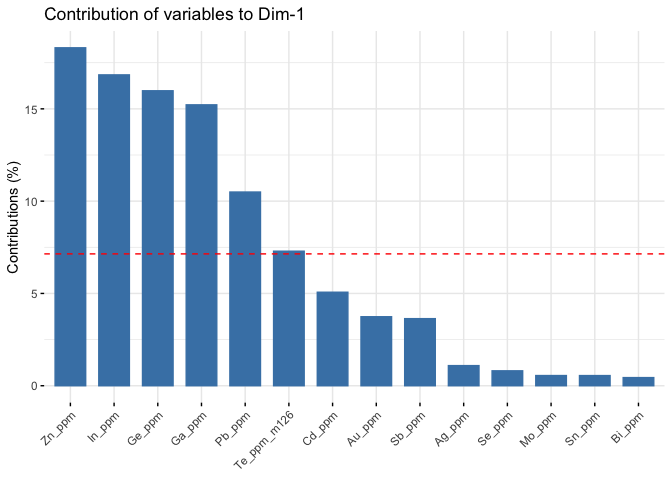 Contribution of variables to Dim-1
Contributions (%)
15
10
5
0
Zn_ppm
In_ppm
Ge_ppm
Ga_ppm
Pb_ppm
Te_ppm_m126
Cd_ppm
Au_ppm
Sb_ppm
Ag_ppm
Se_ppm
Mo_ppm
Sn_ppm
Bi_ppm